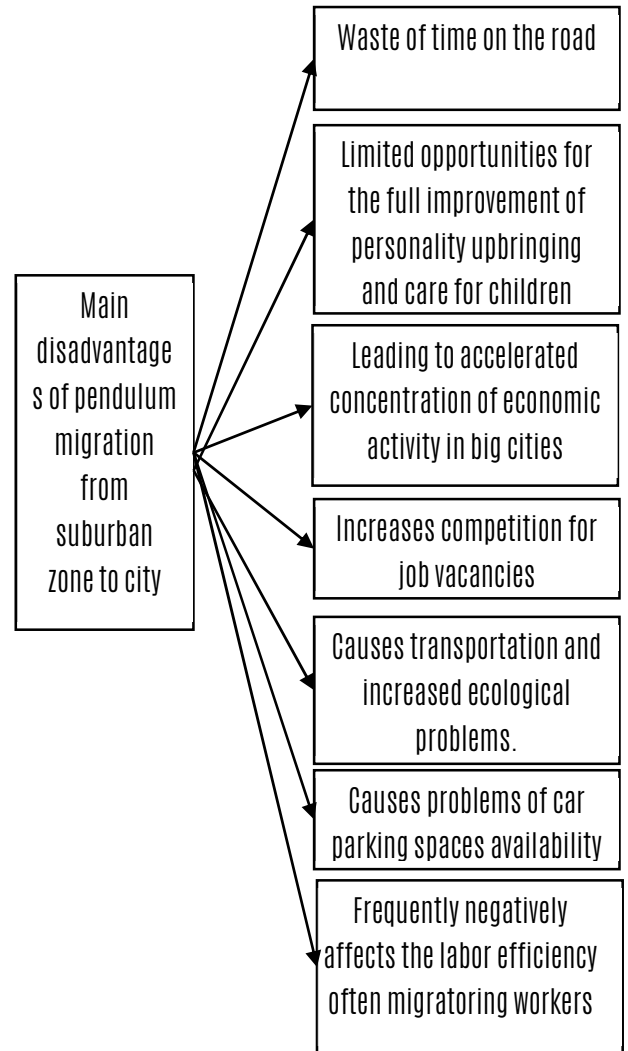 Main
disadvantage
s of pendulum
migration
from
suburban
zone to city
Waste of time on the road
Limited opportunities for
the full improvement of
personality upbringing
and care for children
Leading to accelerated
concentration of economic
activity in big cities
Increases competition for
job vacancies
Causes transportation and
increased ecological
problems.
Causes problems of car
parking spaces availability
Frequently negatively
affects the labor efficiency
often migratoring workers